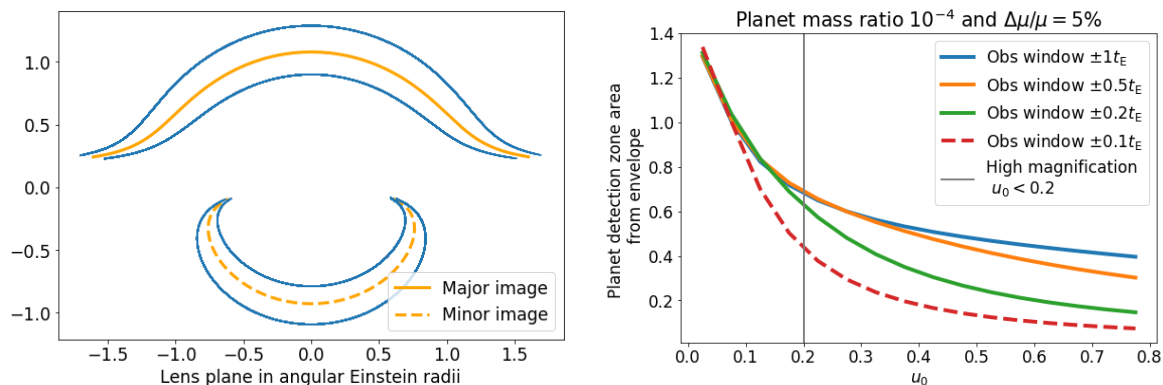 1.0
0.5
0.0
−0.5
−1.0
−1.5
−1.0
−0.5
0.0
0.5
1.0
1.5
Lens plane in angular Einstein radii
Major image
Minor image
Planet mass ratio 10⁻⁴ and Δμ/μ = 5%
Planet detection zone area
from envelope
1.4
1.2
1.0
0.8
0.6
0.4
0.2
Obs window ±1t_E
Obs window ±0.5t_E
Obs window ±0.2t_E
Obs window ±0.1t_E
High magnification
u₀ < 0.2
0.0
0.1
0.2
0.3
0.4
0.5
0.6
0.7
0.8
u₀